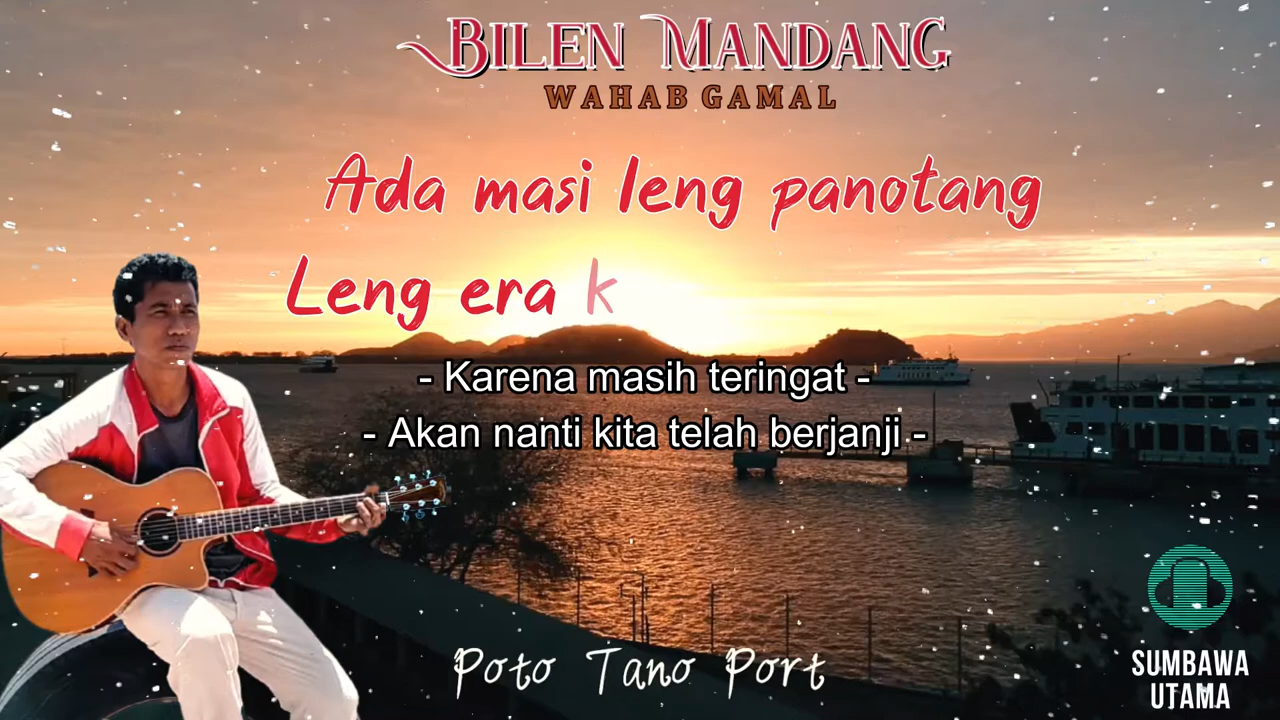 BILEN MANDANG
WAHAB GAMAL
Ada masi leng panotang
Leng era k
- Karena masih teringat -
- Akan nanti kita telah berjanji -
Poto Tano Port
SUMBAWA
UTAMA